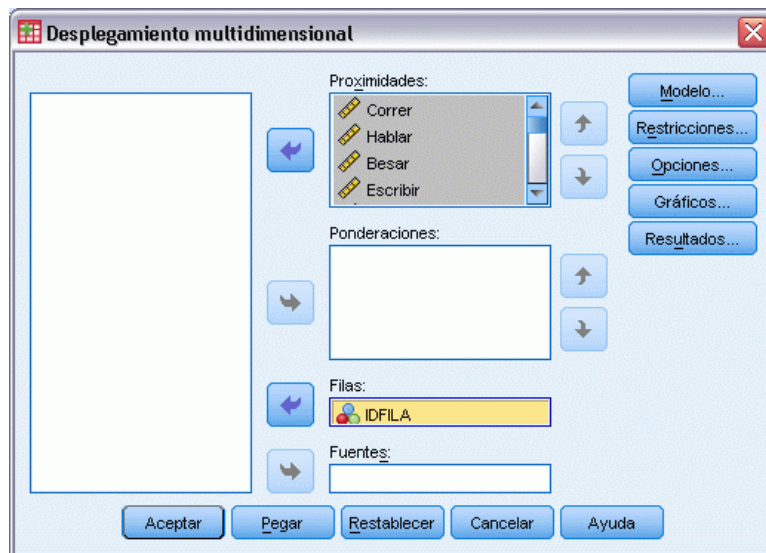 Desplegamiento multidimensional
Proximidades:
Correr
Hablar
Besar
Escribir
Ponderaciones:
Filas:
IDFILA
Fuentes:
Modelo...
Restricciones...
Opciones...
Gráficos...
Resultados...
Aceptar
Pegar
Restablecer
Cancelar
Ayuda